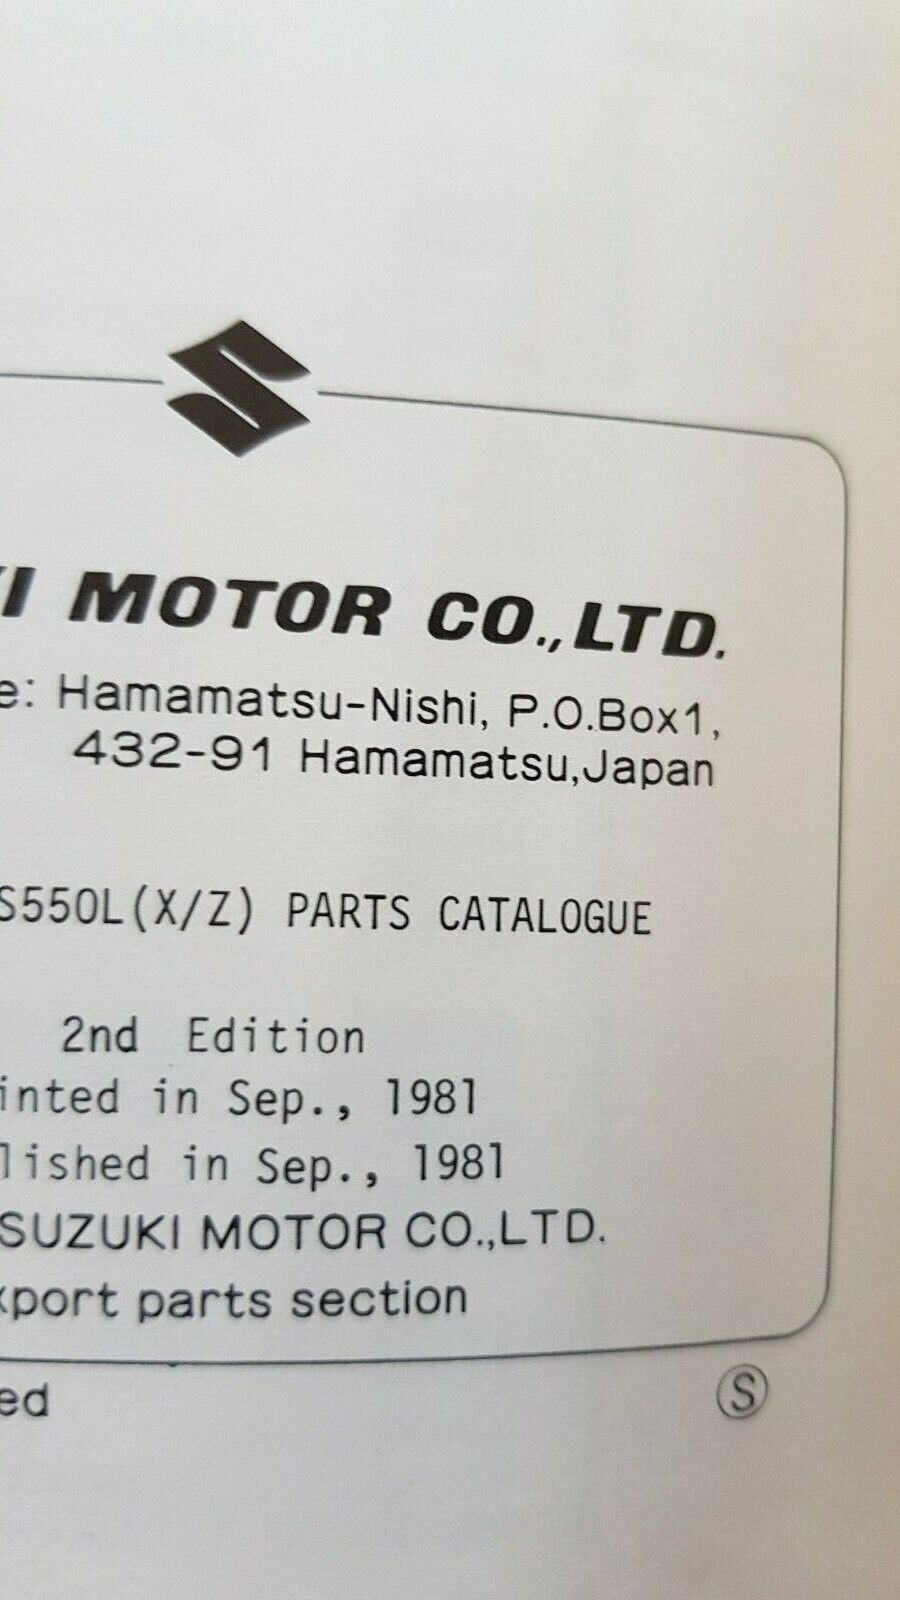 KI MOTOR CO.,LTD.
e: Hamamatsu-Nishi, P.O.Box1,
432-91 Hamamatsu,Japan
S550L(X/Z) PARTS CATALOGUE
2nd Edition
inted in Sep., 1981
lished in Sep., 1981
SUZUKI MOTOR CO.,LTD.
xport parts section
ed
S